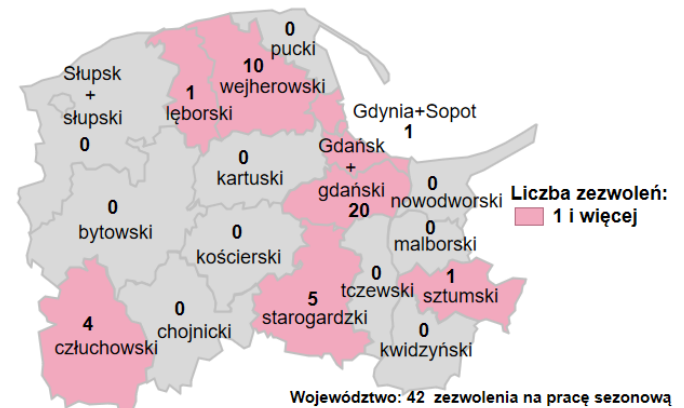 0
pucki
10
wejherowski
1
lęborski
Słupsk
+
słupski
0
Gdynia+Sopot
1
Gdańsk
+
gdański
20
0
kartuski
0
nowodworski
Liczba zezwoleń:
1 i więcej
0
bytowski
0
kościerski
0
malborski
0
tczewski
1
sztumski
4
człuchowski
0
chojnicki
5
starogardzki
0
kwidzyński
Województwo: 42 zezwolenia na pracę sezonową